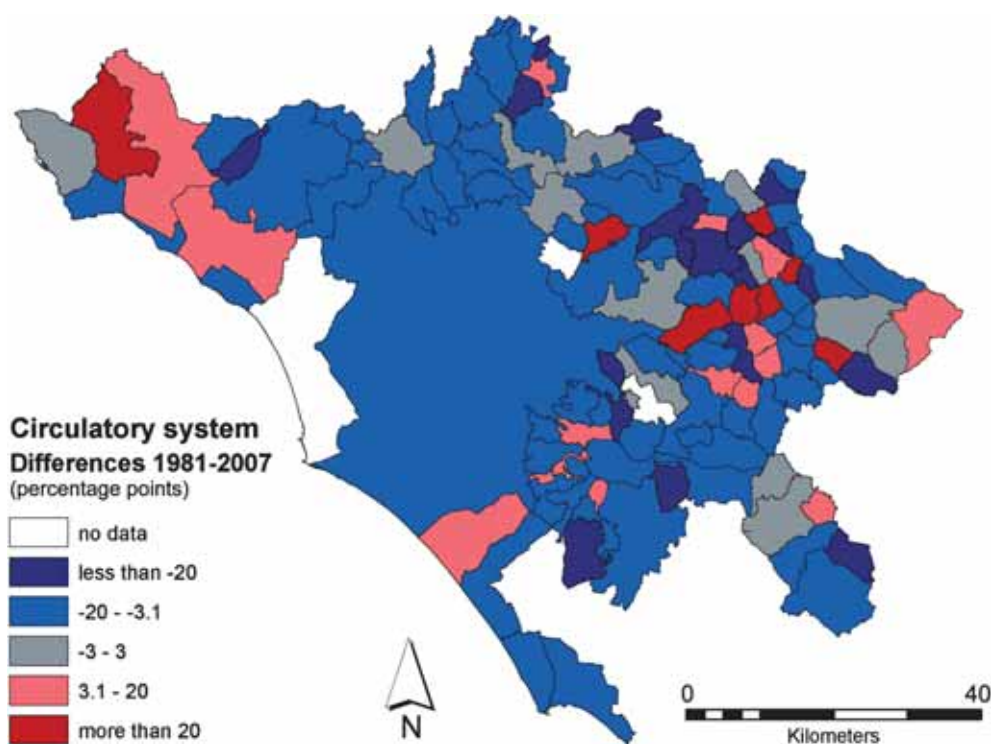 Circulatory system
Differences 1981-2007
(percentage points)
no data
less than -20
-20 - -3.1
-3 - 3
3.1 - 20
more than 20
N
0 40
Kilometers